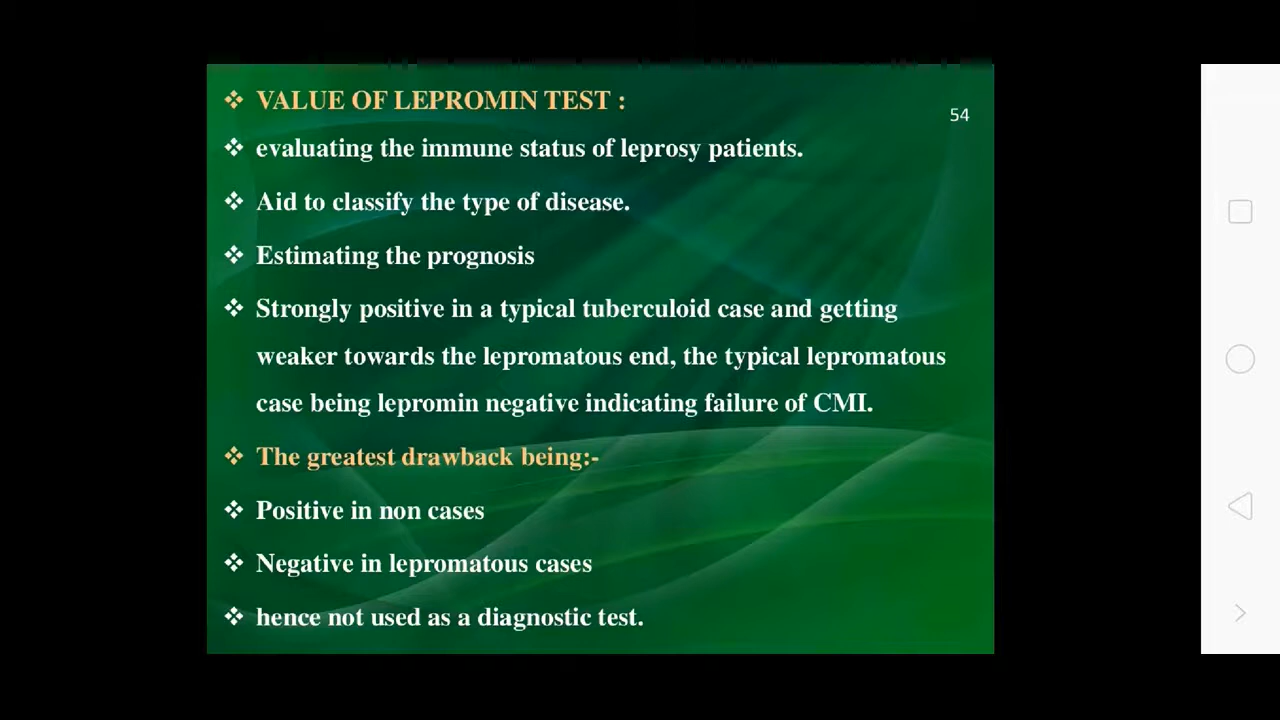 ❖ VALUE OF LEPROMIN TEST :
54
❖ evaluating the immune status of leprosy patients.
❖ Aid to classify the type of disease.
❖ Estimating the prognosis
❖ Strongly positive in a typical tuberculoid case and getting
weaker towards the lepromatous end, the typical lepromatous
case being lepromin negative indicating failure of CMI.
❖ The greatest drawback being:-
❖ Positive in non cases
❖ Negative in lepromatous cases
❖ hence not used as a diagnostic test.